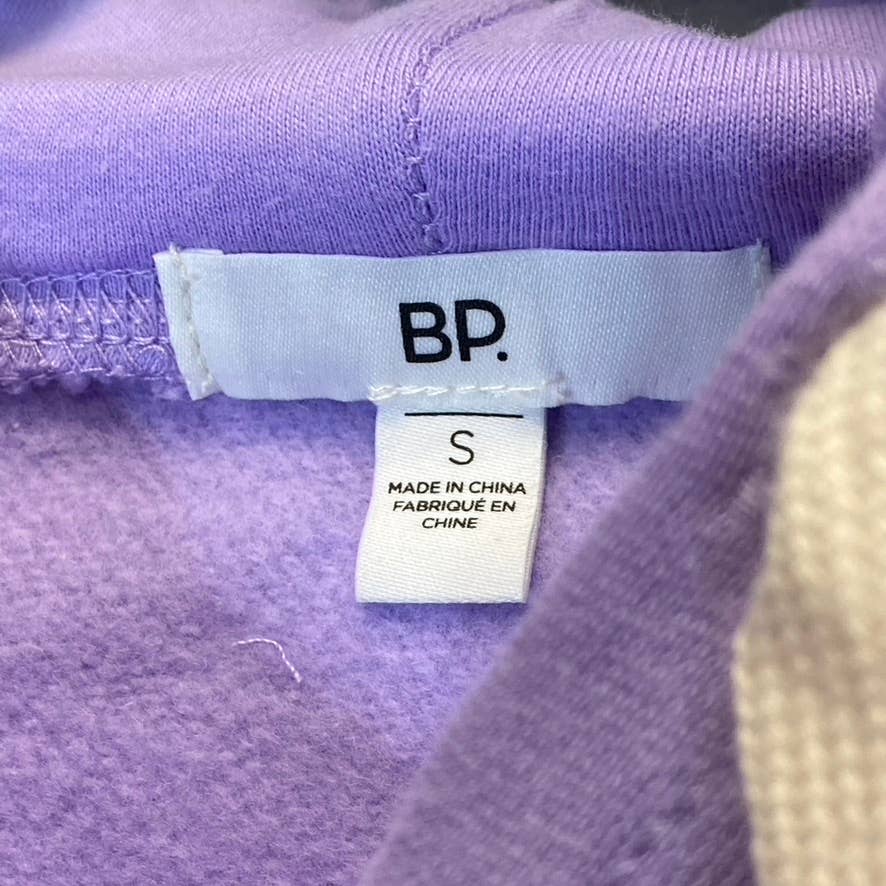 BP.
S
MADE IN CHINA
FABRIQUÉ EN
CHINE